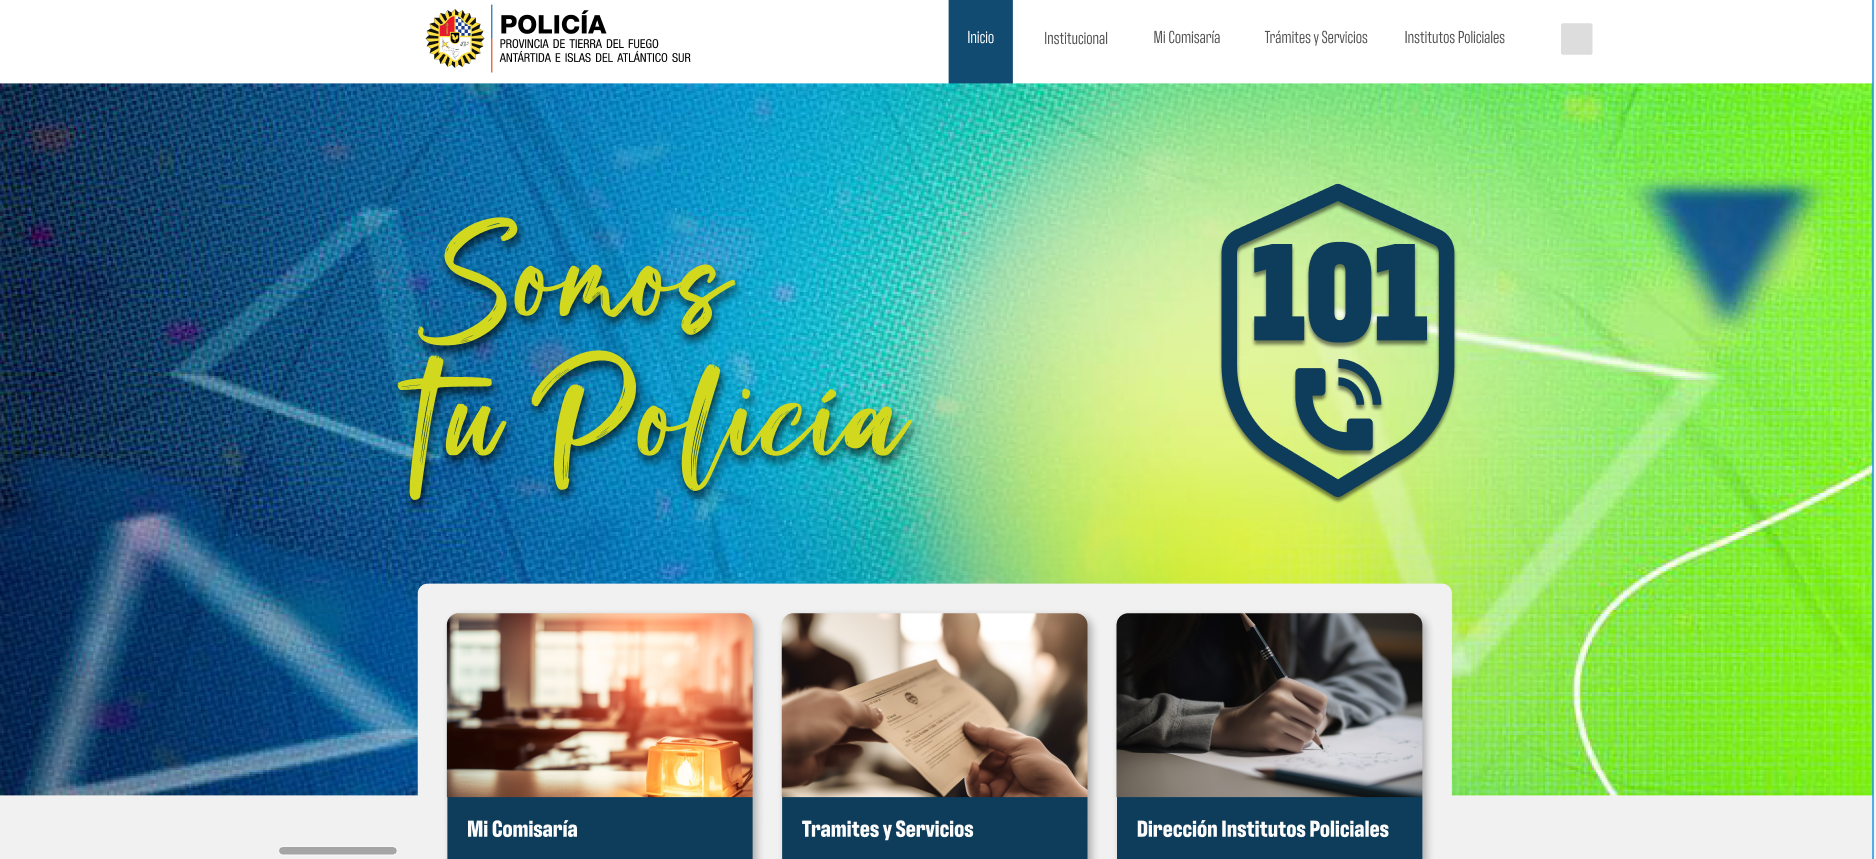 POLICÍA
PROVINCIA DE TIERRA DEL FUEGO
ANTÁRTIDA E ISLAS DEL ATLÁNTICO SUR
Inicio
Institucional
Mi Comisaría
Trámites y Servicios
Institutos Policiales
Somos
tu Policía
101
Mi Comisaría
Tramites y Servicios
Dirección Institutos Policiales